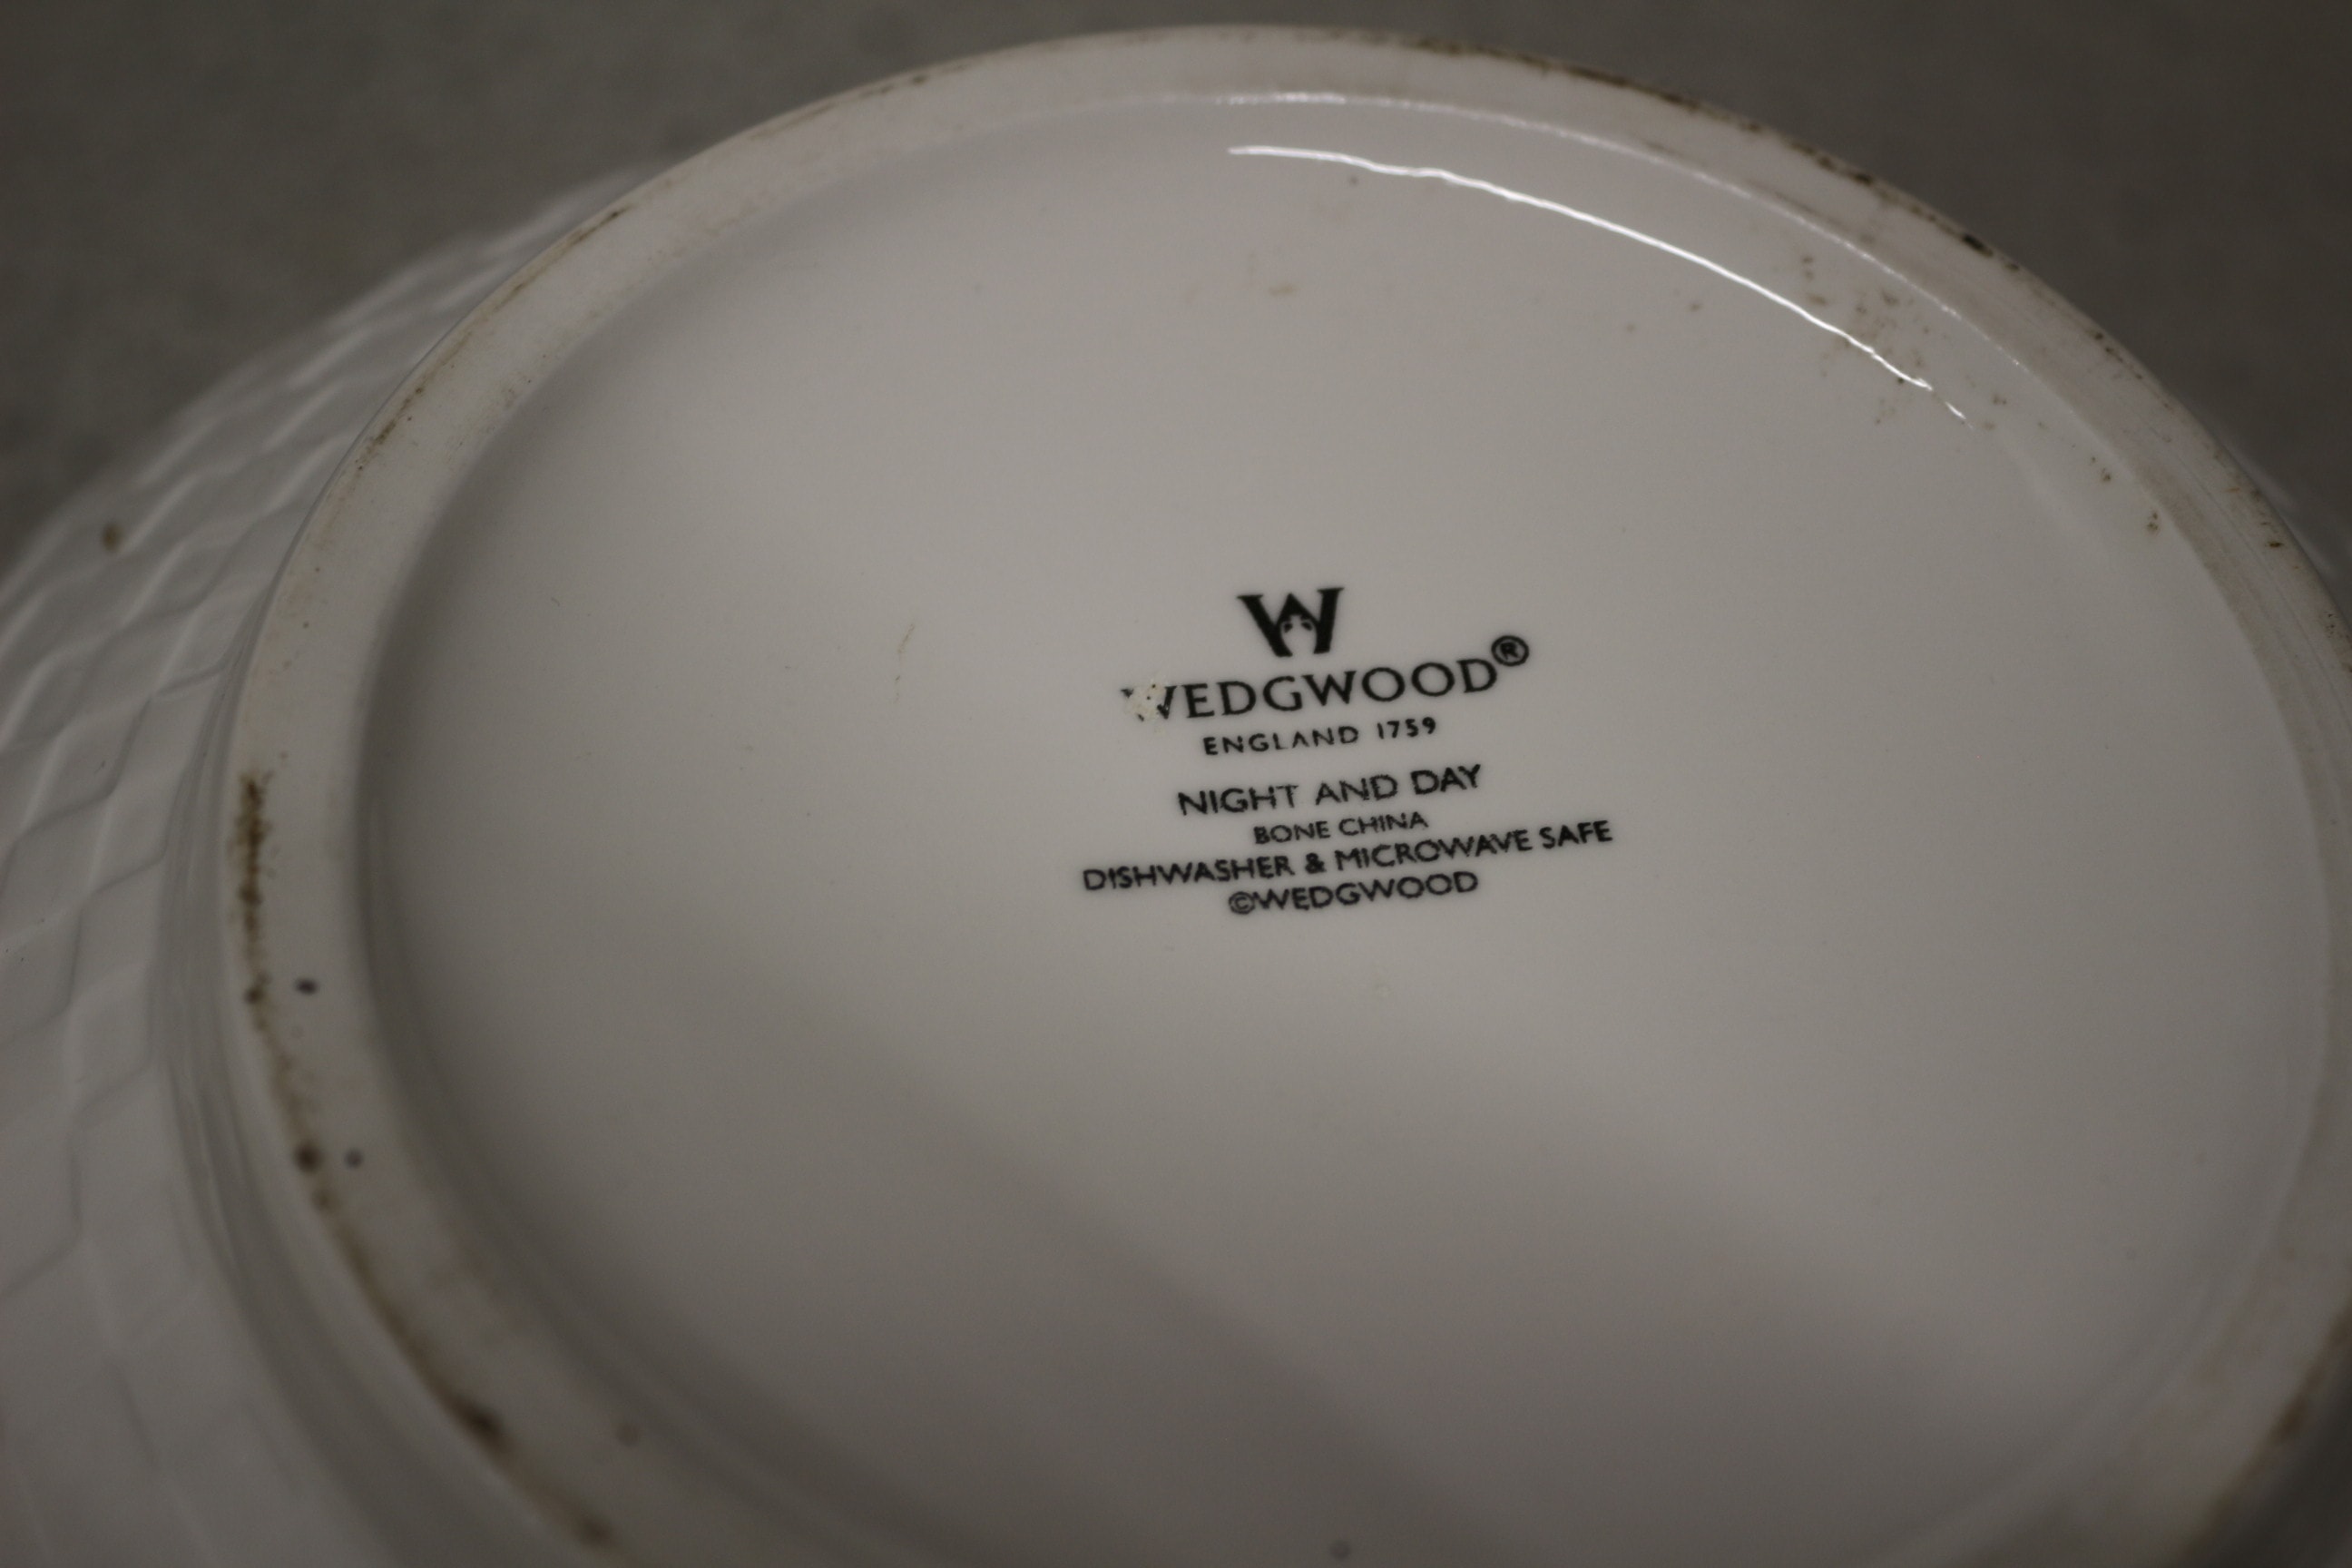 W
WEDGWOOD®
ENGLAND 1759
NIGHT AND DAY
BONE CHINA
DISHWASHER & MICROWAVE SAFE
©WEDGWOOD